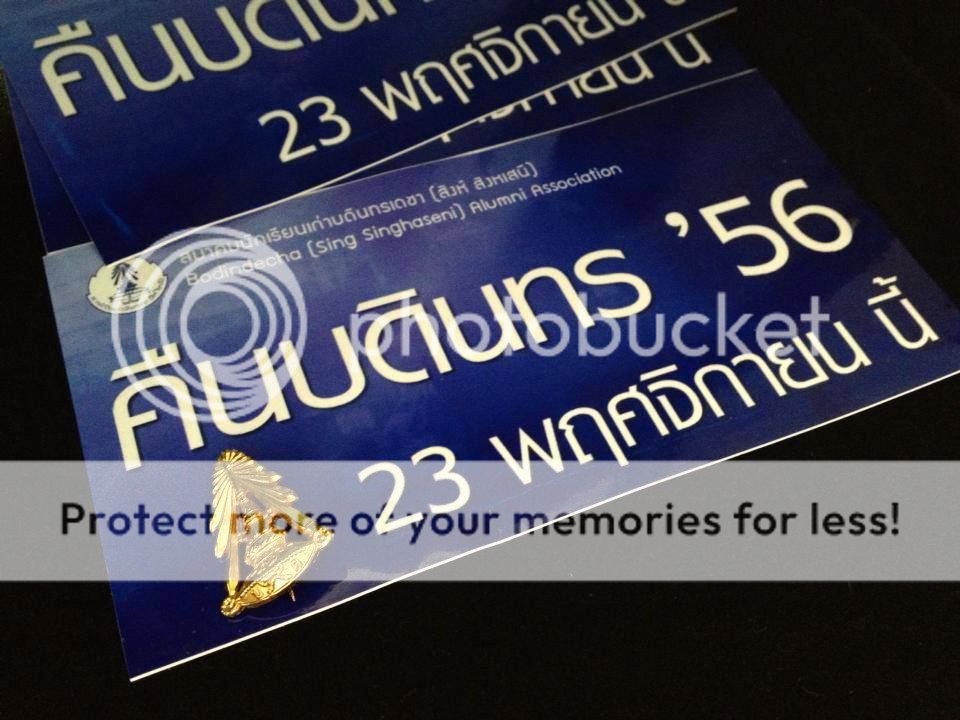 คืนบดินทร
23 พฤศจิกายน
นี้
สมาคมนักเรียนเก่าบดินทรเดชา (สิงห์ สิงหเสนี)
Bodindecha (Sing Singhaseni) Alumni Association
คืนบดินทร ’56
23 พฤศจิกายน นี้
photobucket
Protect more of your memories for less!